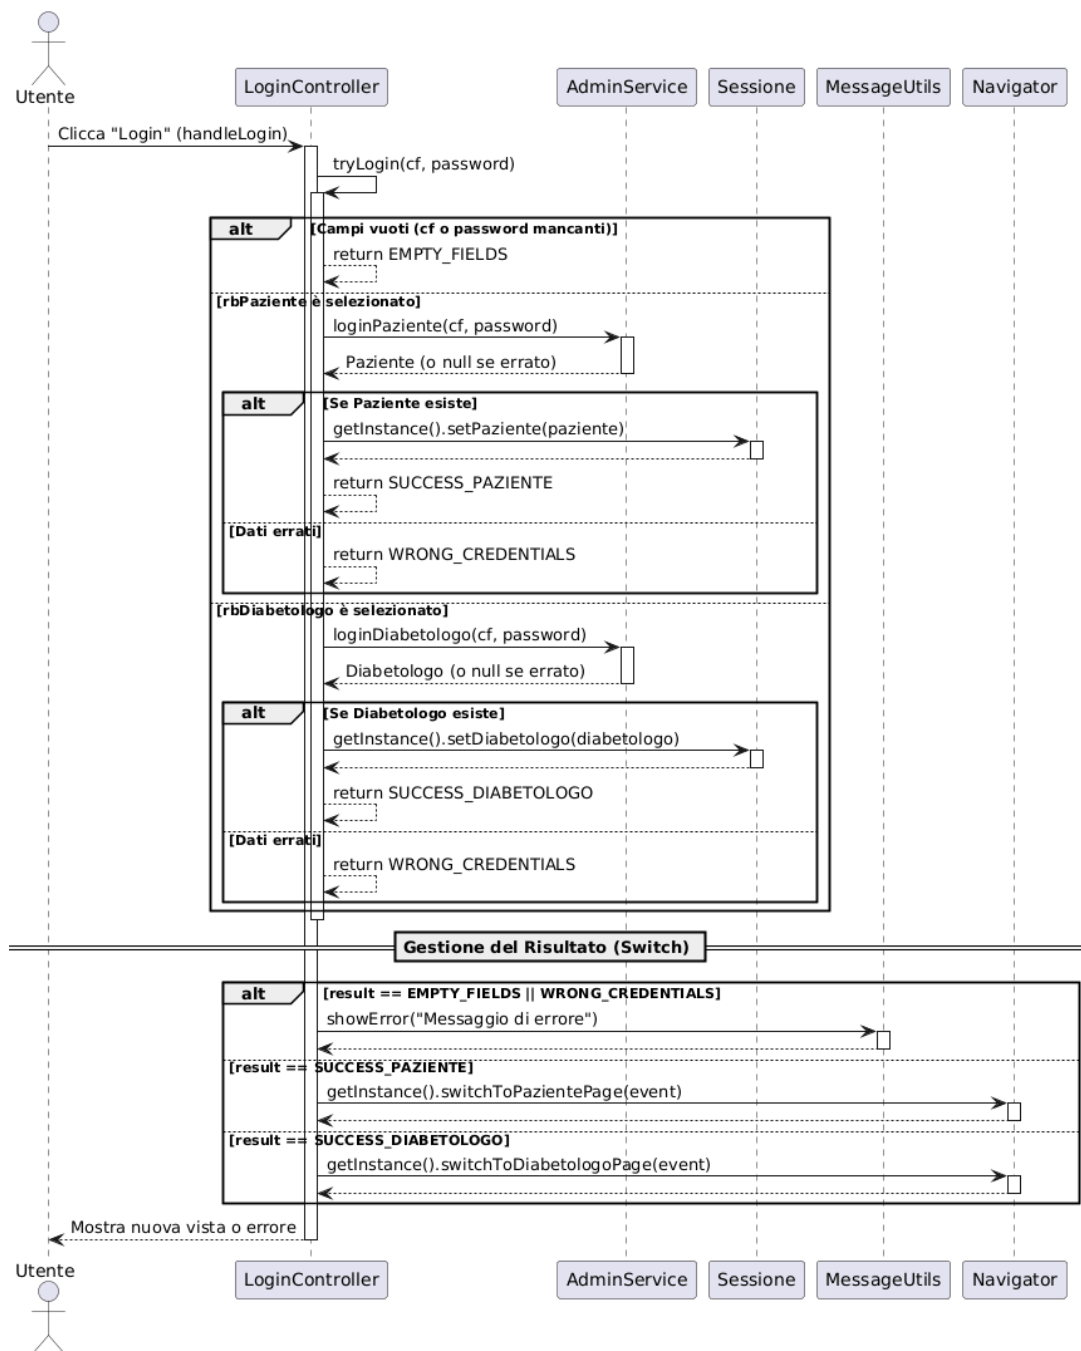 Utente
LoginController
AdminService
Sessione
MessageUtils
Navigator
Clicca "Login" (handleLogin)
tryLogin(cf, password)
alt
[Campi vuoti (cf o password mancanti)]
return EMPTY_FIELDS
[rbPaziente è selezionato]
loginPaziente(cf, password)
Paziente (o null se errato)
alt
[Se Paziente esiste]
getInstance().setPaziente(paziente)
return SUCCESS_PAZIENTE
[Dati errati]
return WRONG_CREDENTIALS
[rbDiabetologo è selezionato]
loginDiabetologo(cf, password)
Diabetologo (o null se errato)
alt
[Se Diabetologo esiste]
getInstance().setDiabetologo(diabetologo)
return SUCCESS_DIABETOLOGO
[Dati errati]
return WRONG_CREDENTIALS
Gestione del Risultato (Switch)
alt
[result == EMPTY_FIELDS || WRONG_CREDENTIALS]
showError("Messaggio di errore")
[result == SUCCESS_PAZIENTE]
getInstance().switchToPazientePage(event)
[result == SUCCESS_DIABETOLOGO]
getInstance().switchToDiabetologoPage(event)
Mostra nuova vista o errore
Utente
LoginController
AdminService
Sessione
MessageUtils
Navigator